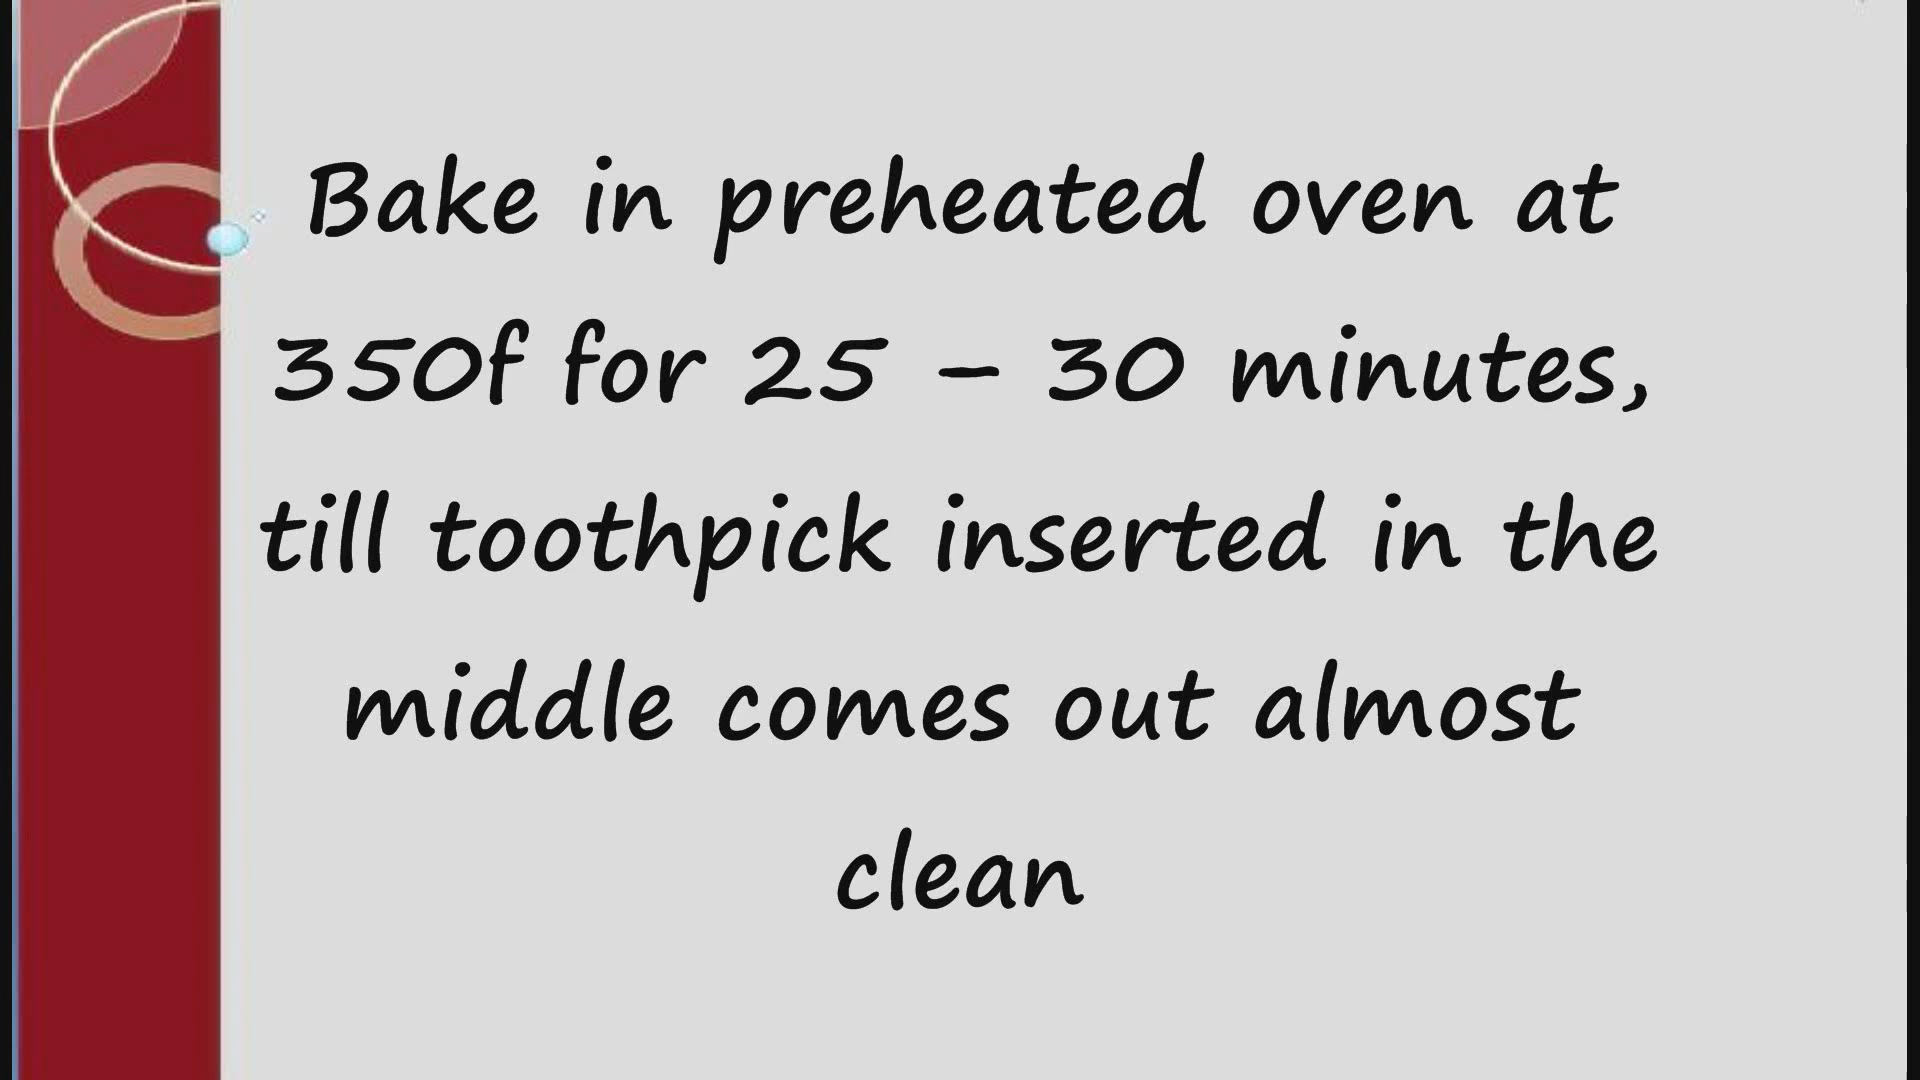 Bake in preheated oven at
350f for 25 – 30 minutes,
till toothpick inserted in the
middle comes out almost
clean